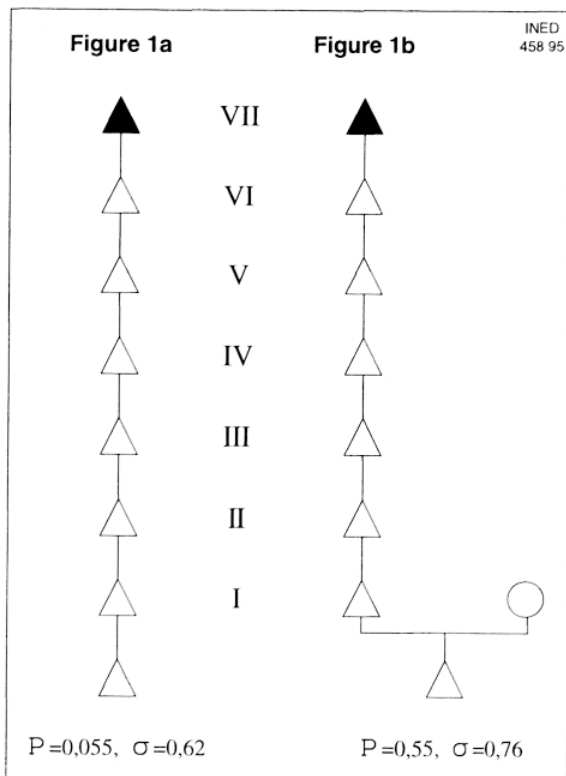 INED
458 95
Figure 1a
Figure 1b
VII
VI
V
IV
III
II
I
P=0,055, σ=0,62
P=0,55, σ=0,76